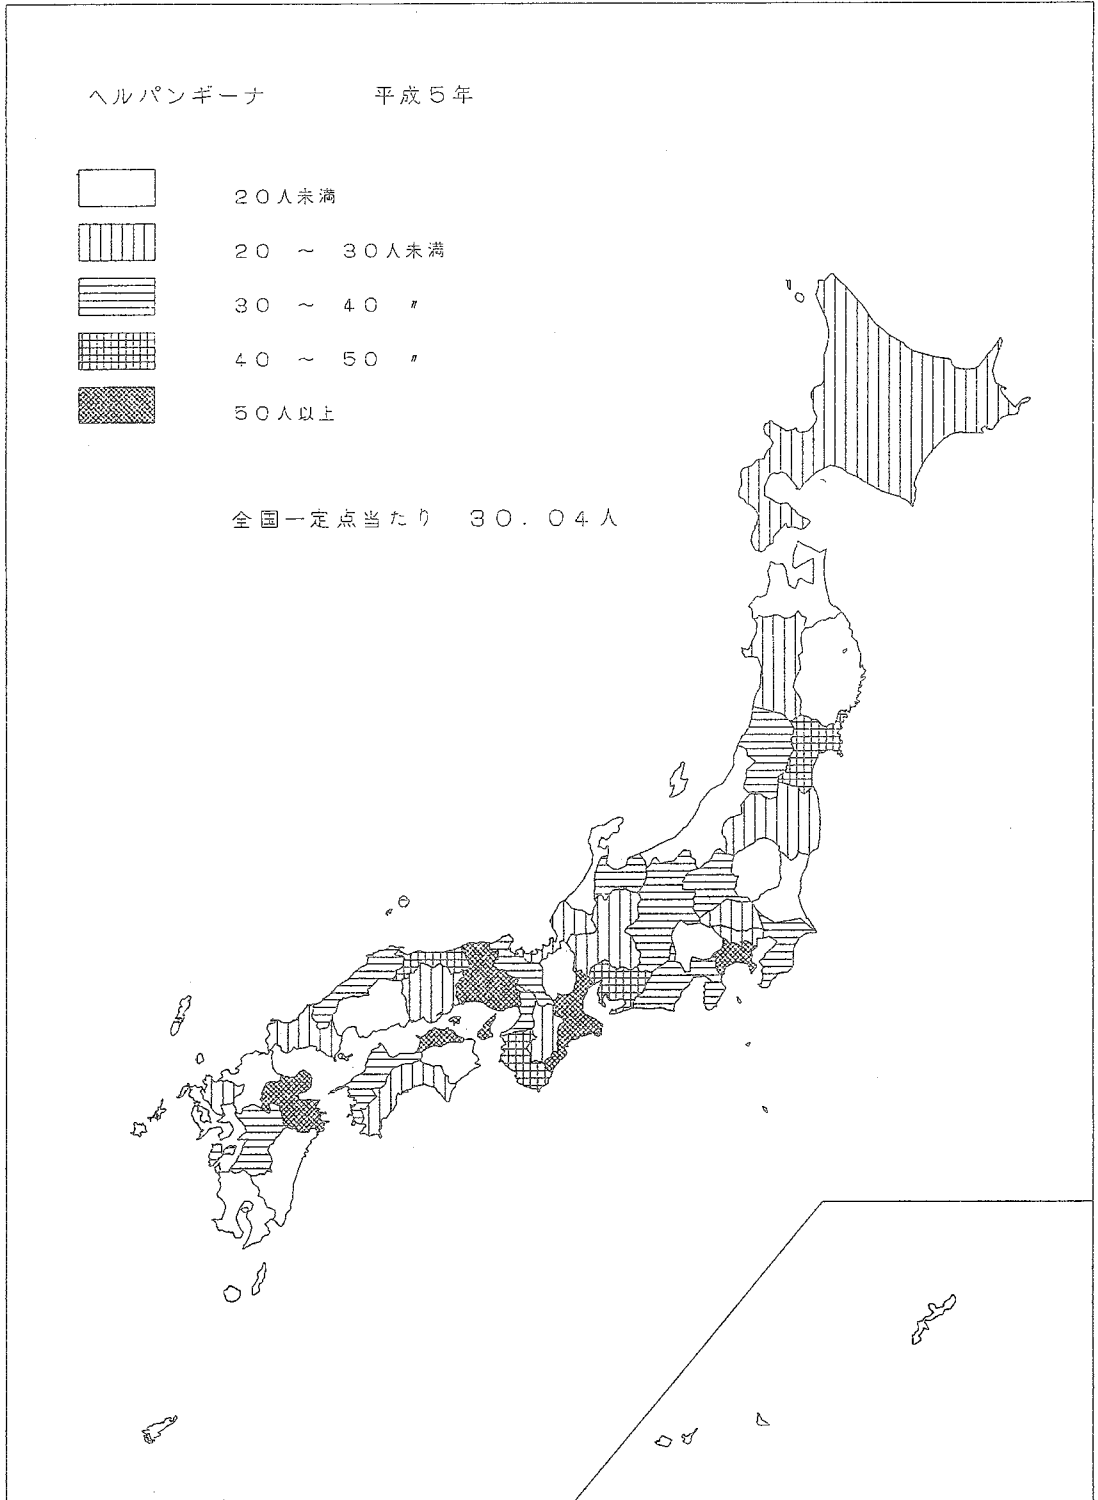 ヘルパンギーナ　平成５年
２０人未満
２０ ～ ３０人未満
３０ ～ ４０ 〃
４０ ～ ５０ 〃
５０人以上
全国一定点当たり ３０．０４人